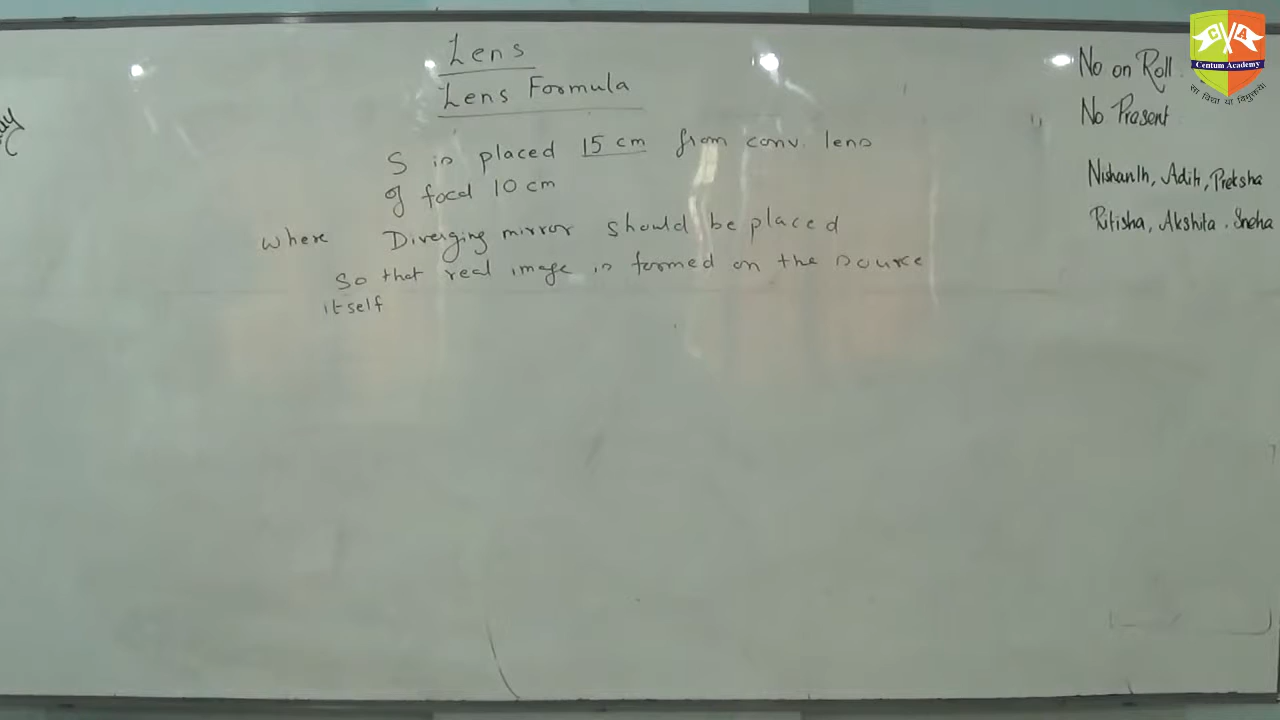 Lens
Lens Formula
S is placed 15 cm from conv. lens
of focal 10 cm
where Diverging mirror should be placed
So that real image is formed on the source
itself
No on Roll
No Present
Nishanth, Aditi, Preksha
Ritisha, Akshita. Sneha
C A
Centum Academy
सा विद्या या विमुक्तये